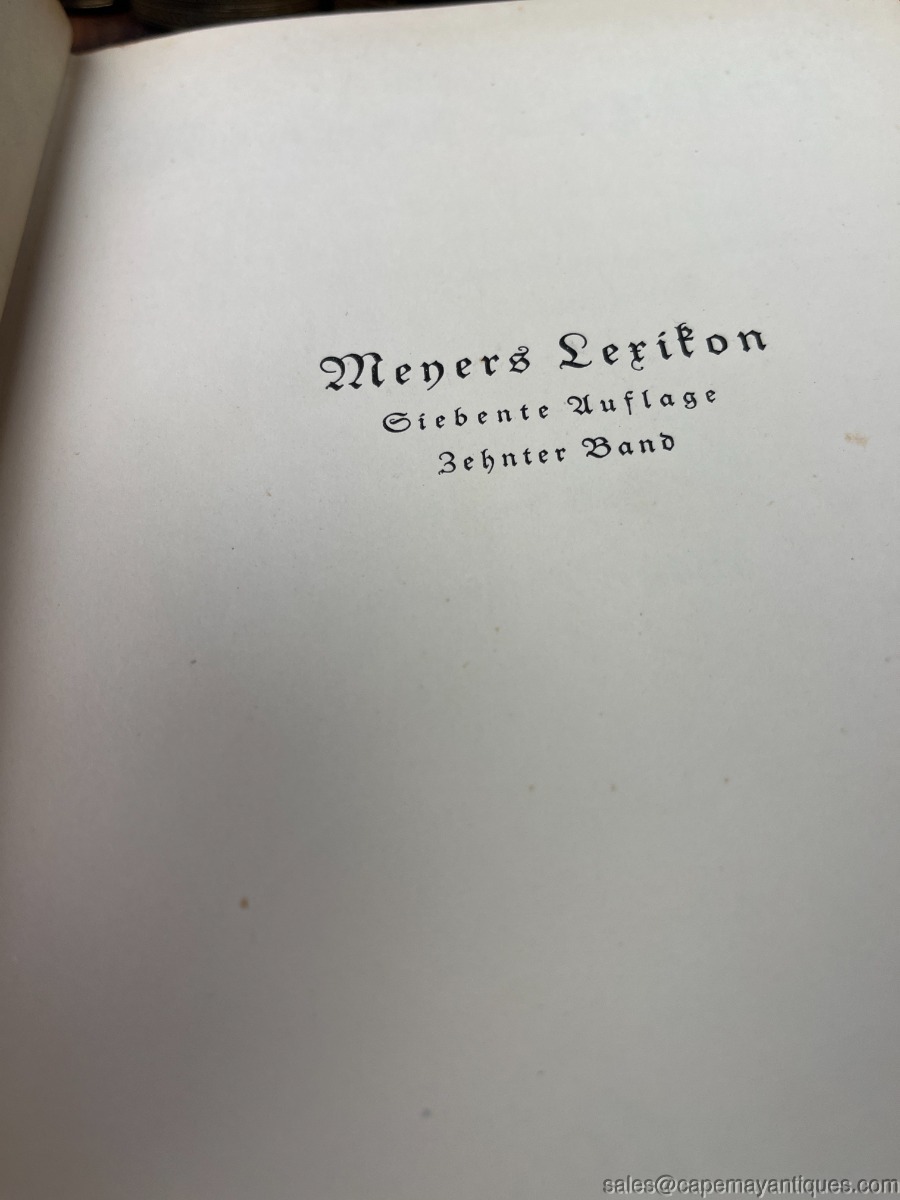 Meyers Lexikon
Siebente Auflage
Zehnter Band
sales@capemayantiques.com